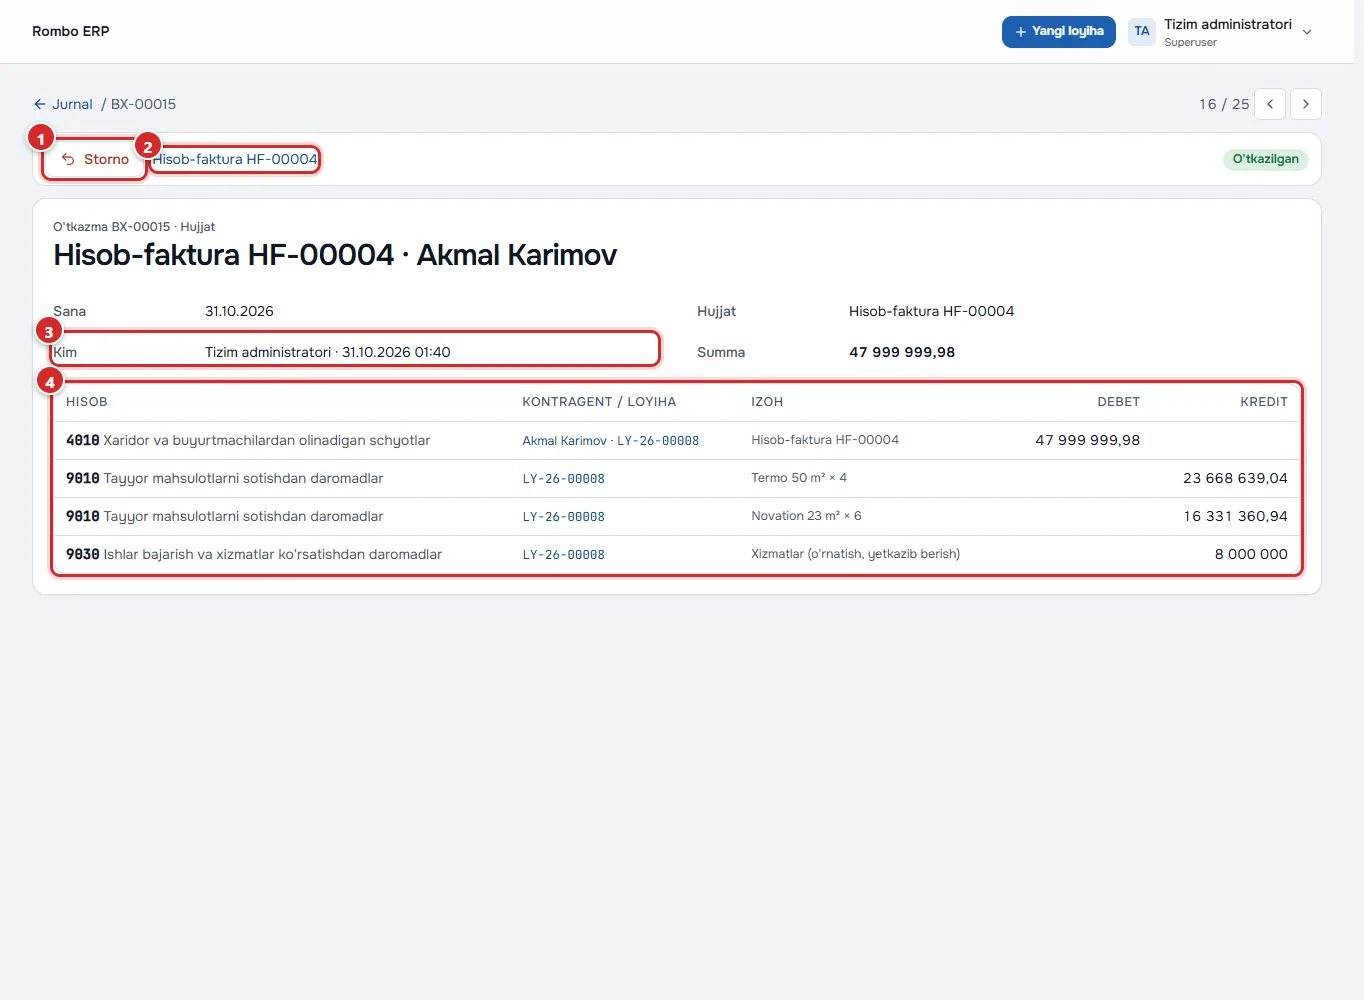 Rombo ERP
+ Yangi loyiha
TA
Tizim administratori
Superuser
← Jurnal / BX-00015
16 / 25
1
Storno
2
Hisob-faktura HF-00004
O'tkazilgan
O'tkazma BX-00015 · Hujjat
Hisob-faktura HF-00004 · Akmal Karimov
Sana 31.10.2026
Hujjat Hisob-faktura HF-00004
3
Kim Tizim administratori · 31.10.2026 01:40
Summa 47 999 999,98
4
HISOB KONTRAGENT / LOYIHA IZOH DEBET KREDIT
4010 Xaridor va buyurtmachilardan olinadigan schyotlar Akmal Karimov · LY-26-00008 Hisob-faktura HF-00004 47 999 999,98
9010 Tayyor mahsulotlarni sotishdan daromadlar LY-26-00008 Termo 50 m² × 4 23 668 639,04
9010 Tayyor mahsulotlarni sotishdan daromadlar LY-26-00008 Novation 23 m² × 6 16 331 360,94
9030 Ishlar bajarish va xizmatlar ko'rsatishdan daromadlar LY-26-00008 Xizmatlar (o'rnatish, yetkazib berish) 8 000 000